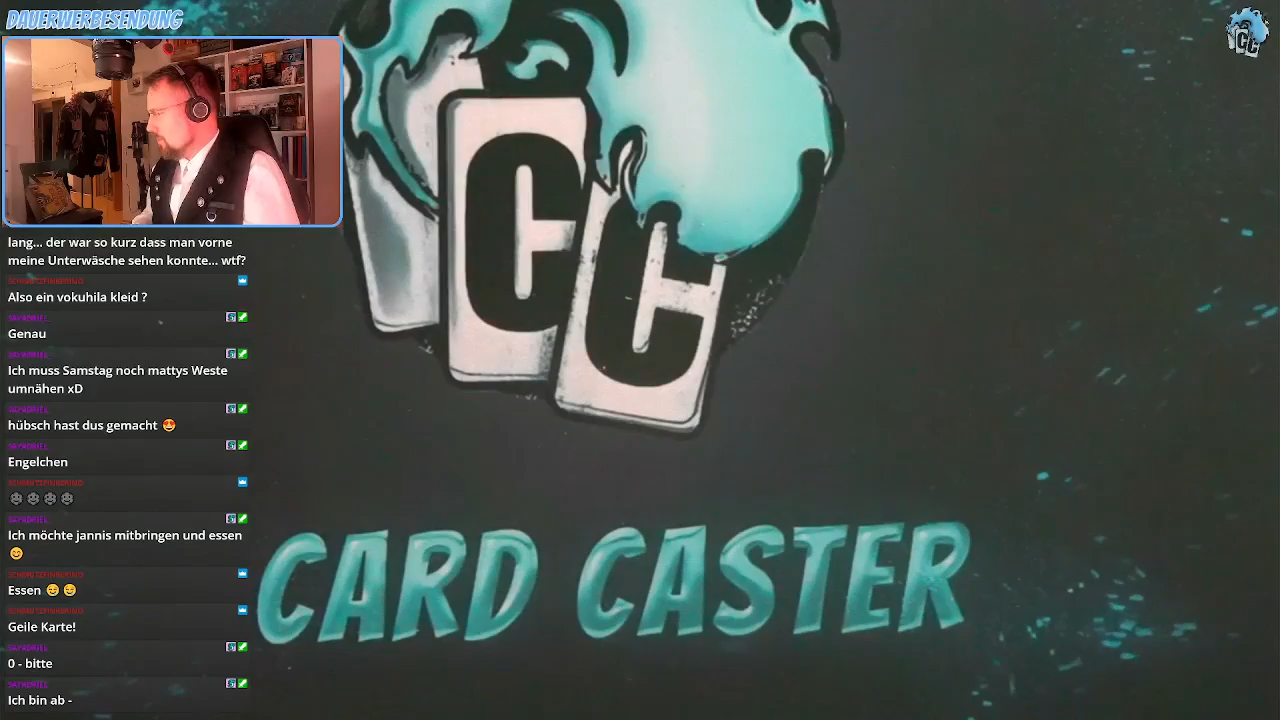 DAUERWERBESENDUNG
CC
CC
lang... der war so kurz dass man vorne
meine Unterwäsche sehen konnte... wtf?
Also ein vokuhila kleid ?
Genau
Ich muss Samstag noch mattys Weste
umnähen xD
hübsch hast dus gemacht 😍
Engelchen
Ich möchte jannis mitbringen und essen
😊
Essen 😊 😊
Geile Karte!
0 - bitte
Ich bin ab -
CARD CASTER